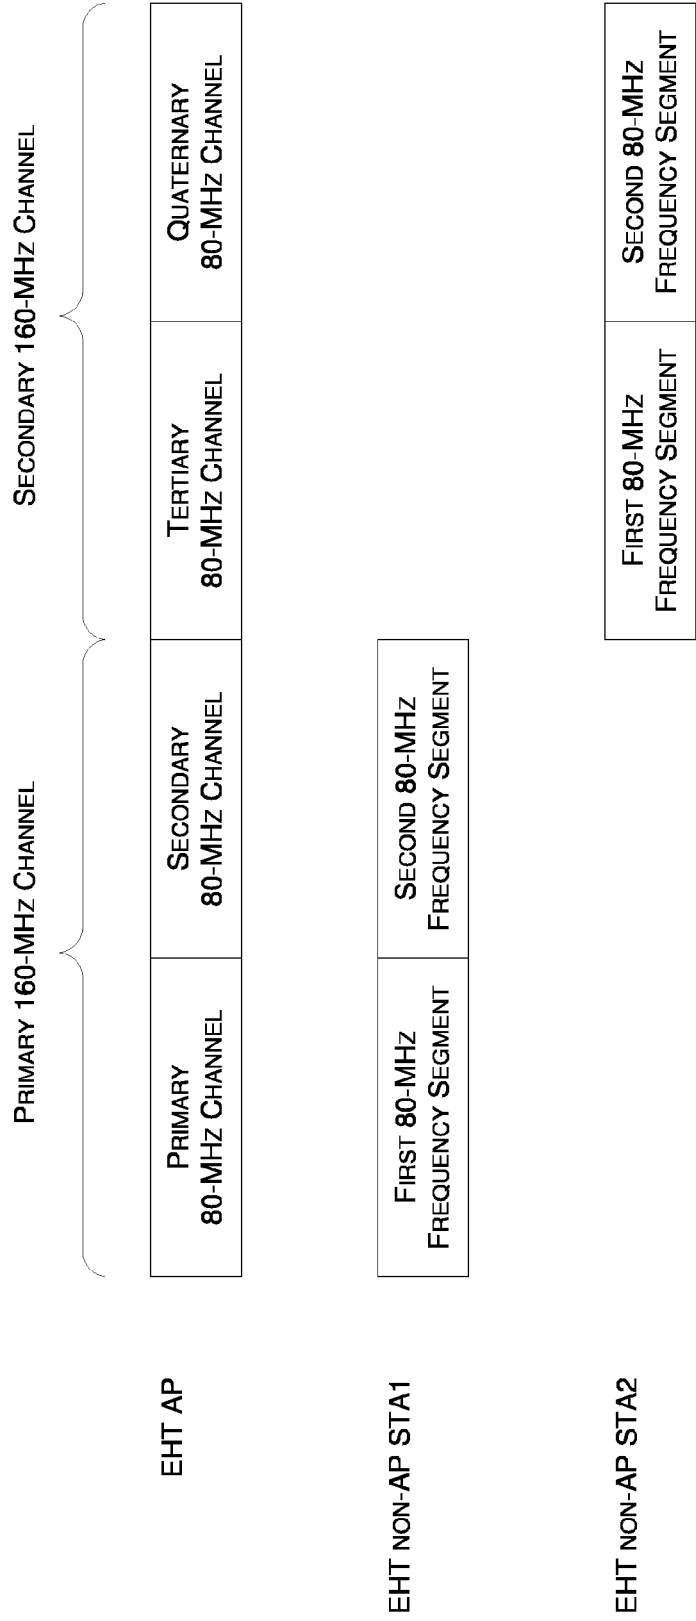 PRIMARY 160-MHZ CHANNEL
SECONDARY 160-MHZ CHANNEL
EHT AP
PRIMARY
80-MHZ CHANNEL
SECONDARY
80-MHZ CHANNEL
TERTIARY
80-MHZ CHANNEL
QUATERNARY
80-MHZ CHANNEL
EHT NON-AP STA1
FIRST 80-MHZ
FREQUENCY SEGMENT
SECOND 80-MHZ
FREQUENCY SEGMENT
EHT NON-AP STA2
FIRST 80-MHZ
FREQUENCY SEGMENT
SECOND 80-MHZ
FREQUENCY SEGMENT